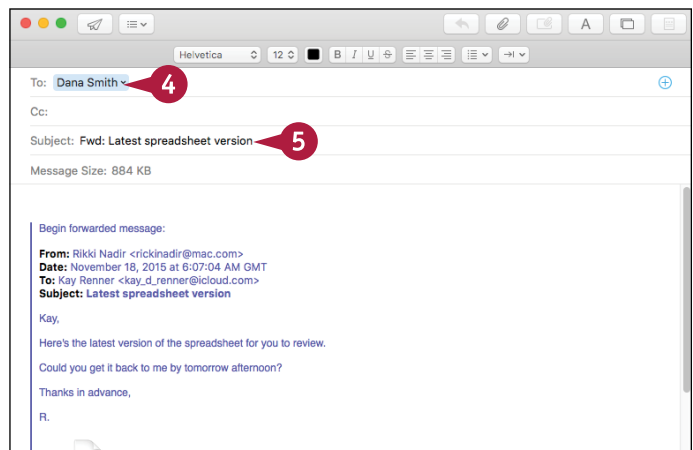 A
Helvetica 12 B I U S
To: Dana Smith 4
Cc:
Subject: Fwd: Latest spreadsheet version 5
Message Size: 884 KB
Begin forwarded message:
From: Rikki Nadir <rickinadir@mac.com>
Date: November 18, 2015 at 6:07:04 AM GMT
To: Kay Renner <kay_d_renner@icloud.com>
Subject: Latest spreadsheet version
Kay,
Here's the latest version of the spreadsheet for you to review.
Could you get it back to me by tomorrow afternoon?
Thanks in advance,
R.